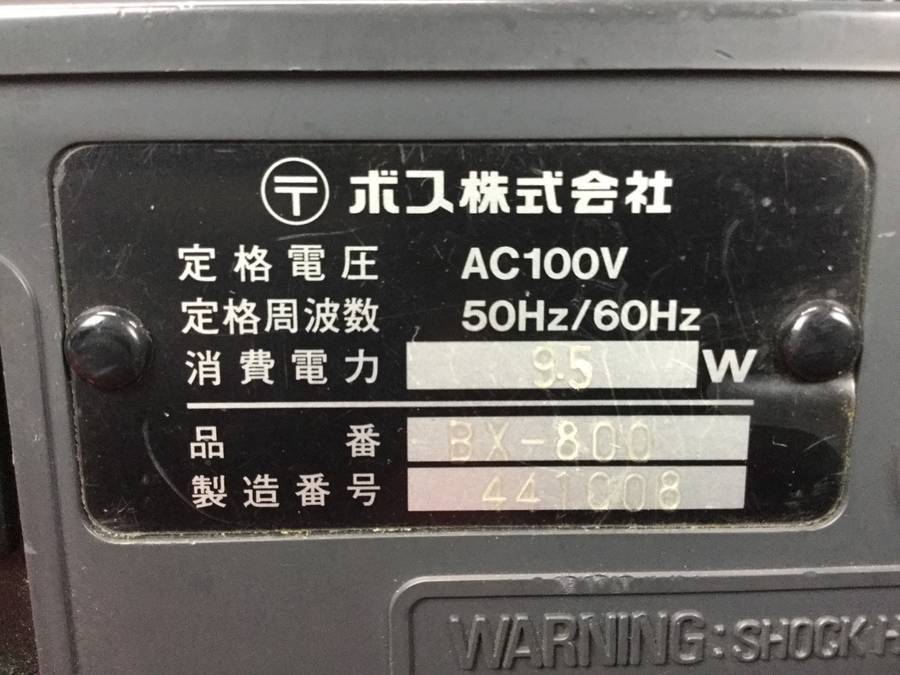 〒 ボス株式会社
定格電圧 AC100V
定格周波数 50Hz/60Hz
消費電力 9.5 W
品番 BX-800
製造番号 441008
WARNING: SHOCK H